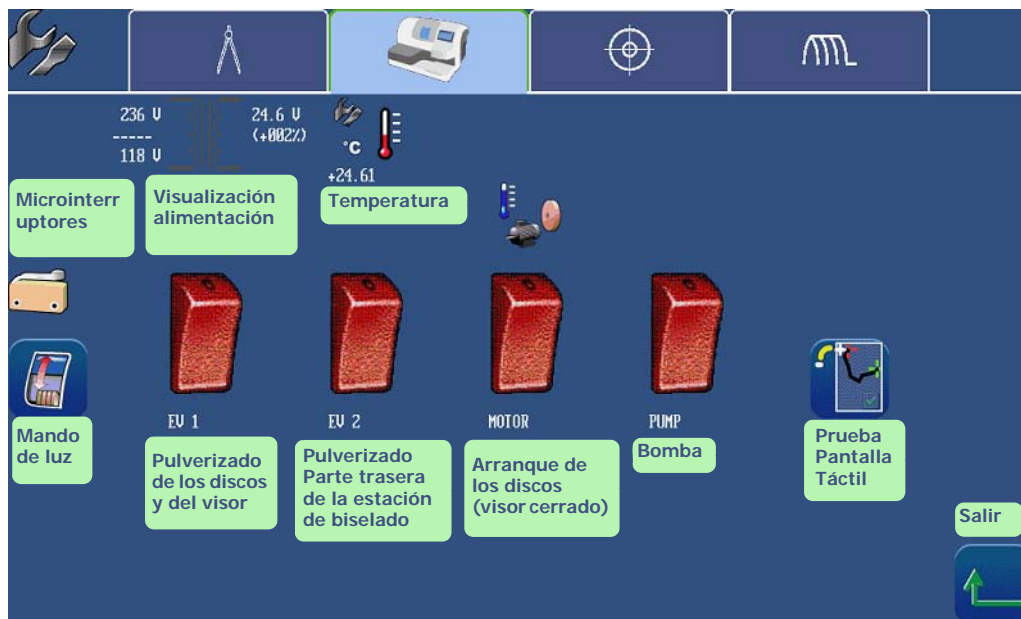 236 V
-----
118 V
24.6 V
(+002%)
°C
+24.61
Microinterr
uptores
Visualización
alimentación
Temperatura
EV 1
EV 2
MOTOR
PUMP
Mando
de luz
Pulverizado
de los discos
y del visor
Pulverizado
Parte trasera
de la estación
de biselado
Arranque de
los discos
(visor cerrado)
Bomba
Prueba
Pantalla
Táctil
Salir